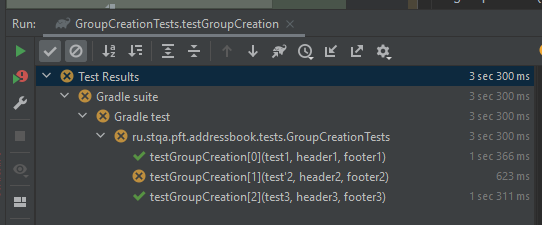 Run: GroupCreationTests.testGroupCreation
Test Results 3 sec 300 ms
Gradle suite 3 sec 300 ms
Gradle test 3 sec 300 ms
ru.stqa.pft.addressbook.tests.GroupCreationTests 3 sec 300 ms
testGroupCreation[0](test1, header1, footer1) 1 sec 366 ms
testGroupCreation[1](test'2, header2, footer2) 623 ms
testGroupCreation[2](test3, header3, footer3) 1 sec 311 ms